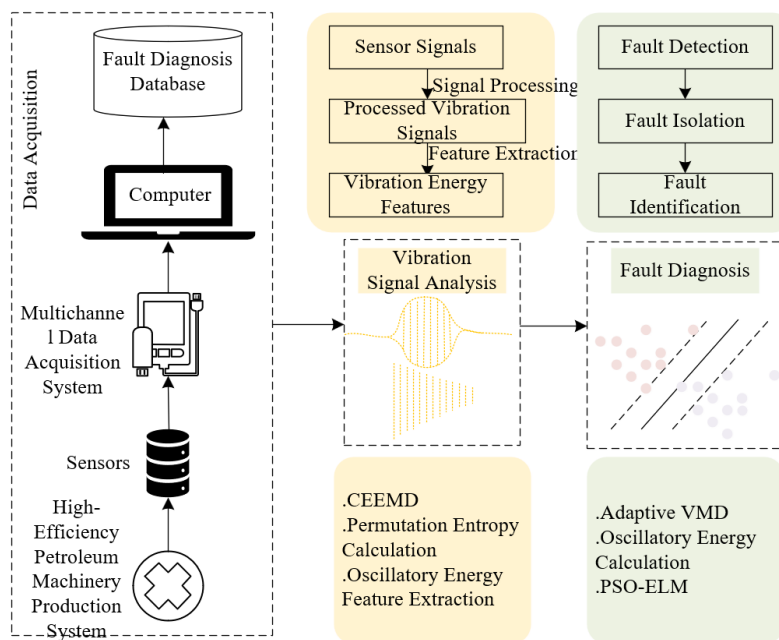 Data Acquisition
Fault Diagnosis
Database
Computer
Multichanne
l Data
Acquisition
System
Sensors
High-
Efficiency
Petroleum
Machinery
Production
System
Sensor Signals
Signal Processing
Processed Vibration
Signals
Feature Extraction
Vibration Energy
Features
Vibration
Signal Analysis
.CEEMD
.Permutation Entropy
Calculation
.Oscillatory Energy
Feature Extraction
Fault Detection
Fault Isolation
Fault
Identification
Fault Diagnosis
.Adaptive VMD
.Oscillatory Energy
Calculation
.PSO-ELM